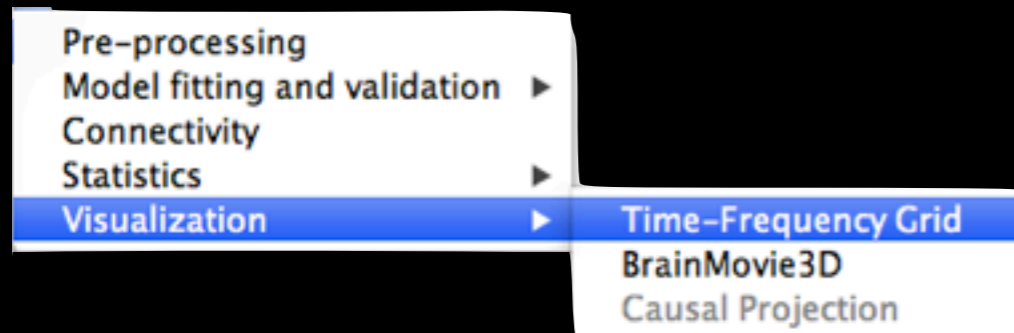 Pre-processing
Model fitting and validation
Connectivity
Statistics
Visualization
Time-Frequency Grid
BrainMovie3D
Causal Projection